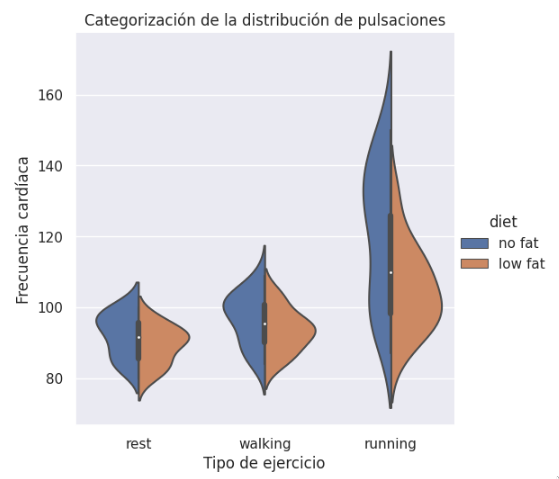 Categorización de la distribución de pulsaciones
160
140
120
100
80
Frecuencia cardíaca
rest
walking
running
Tipo de ejercicio
diet
no fat
low fat